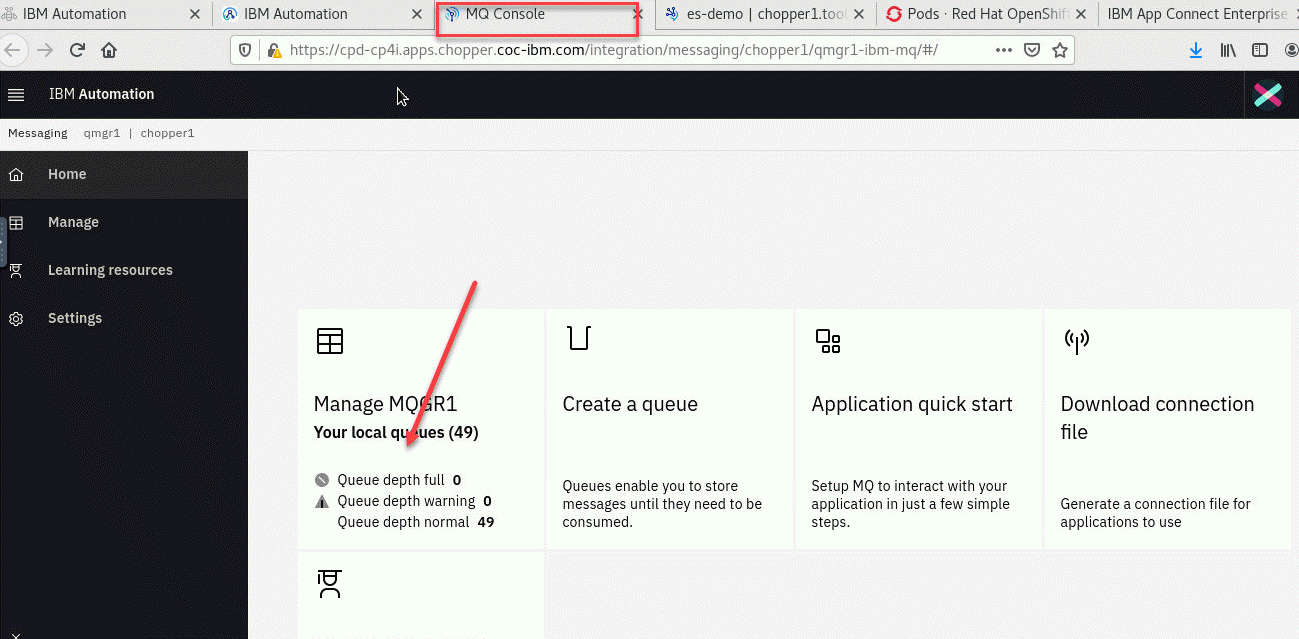 IBM Automation
IBM Automation
MQ Console
es-demo | chopper1.tool
Pods · Red Hat OpenShift
IBM App Connect Enterprise
https://cpd-cp4i.apps.chopper.coc-ibm.com/integration/messaging/chopper1/qmgr1-ibm-mq/#/
IBM Automation
Messaging qmgr1 | chopper1
Home
Manage
Learning resources
Settings
Manage MQGR1
Your local queues (49)
Queue depth full 0
Queue depth warning 0
Queue depth normal 49
Create a queue
Queues enable you to store
messages until they need to be
consumed.
Application quick start
Setup MQ to interact with your
application in just a few simple
steps.
Download connection
file
Generate a connection file for
applications to use